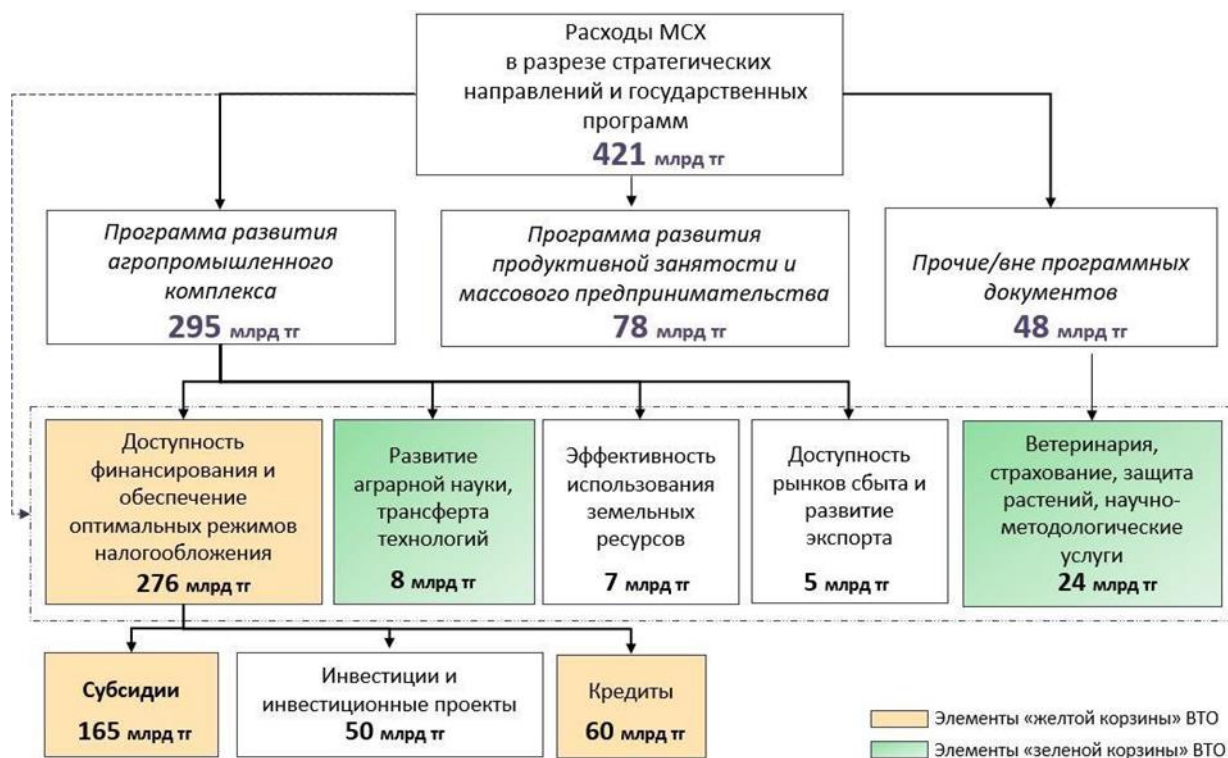 Расходы МСХ
в разрезе стратегических
направлений и государственных
программ
421 млрд тг
Программа развития
агропромышленного
комплекса
295 млрд тг
Программа развития
продуктивной занятости и
массового предпринимательства
78 млрд тг
Прочие/вне программных
документов
48 млрд тг
Доступность
финансирования и
обеспечение
оптимальных режимов
налогообложения
276 млрд тг
Развитие
аграрной науки,
трансферта
технологий
8 млрд тг
Эффективность
использования
земельных
ресурсов
7 млрд тг
Доступность
рынков сбыта и
развитие
экспорта
5 млрд тг
Ветеринария,
страхование, защита
растений, научно-
методологические
услуги
24 млрд тг
Субсидии
165 млрд тг
Инвестиции и
инвестиционные проекты
50 млрд тг
Кредиты
60 млрд тг
Элементы «желтой корзины» ВТО
Элементы «зеленой корзины» ВТО